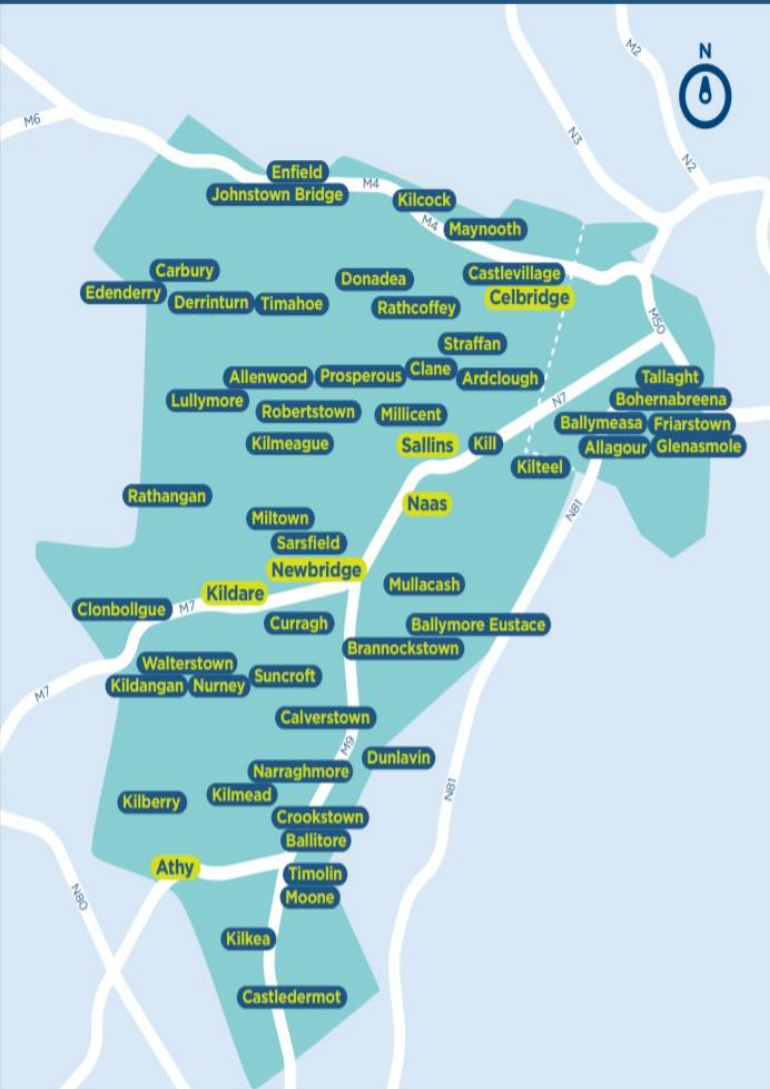 N
M2
M6
N3
N2
Enfield
M4
Johnstown Bridge
Kilcock
M4
Maynooth
Carbury
Castlevillage
Donadea
Edenderry
Celbridge
Derrinturn
Timahoe
Rathcoffey
M50
Straffan
Clane
Allenwood
Prosperous
Ardclough
Tallaght
Lullymore
N7
Bohernabreena
Robertstown
Millicent
Ballymeasa
Friarstown
Kilmeague
Sallins
Kill
Allagour
Glenasmole
Kilteel
Rathangan
Naas
N81
Miltown
Sarsfield
Newbridge
Mullacash
Kildare
Clonbollgue
M7
Curragh
Ballymore Eustace
Brannockstown
Walterstown
Suncroft
Kildangan
Nurney
M7
Calverstown
M9
Dunlavin
Narraghmore
N81
Kilmead
Kilberry
Crookstown
Ballitore
Athy
Timolin
N80
Moone
Kilkea
Castledermot